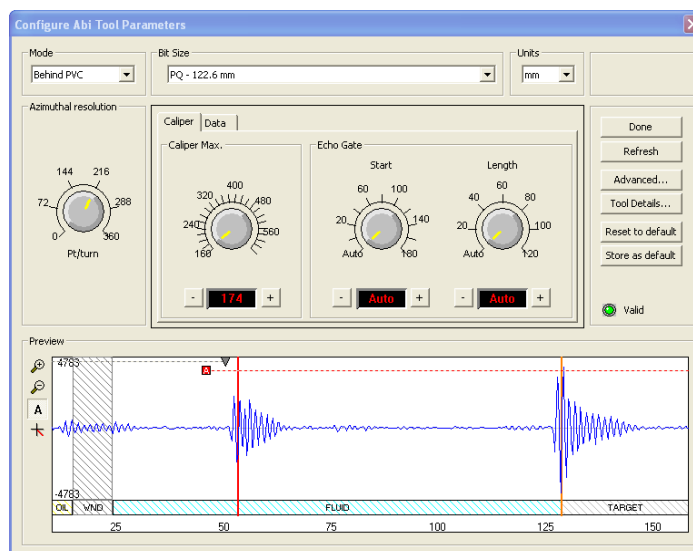 Configure Abi Tool Parameters
Mode
Behind PVC
Bit Size
PQ - 122.6 mm
Units
mm
Azimuthal resolution
0
72
144
216
288
360
Pt/turn
Caliper
Data
Caliper Max.
160
240
320
400
480
560
-
174
+
Echo Gate
Start
Auto
20
60
100
140
160
-
Auto
+
Length
Auto
20
40
60
80
100
120
-
Auto
+
Done
Refresh
Advanced...
Tool Details...
Reset to default
Store as default
Valid
Preview
A
4783
A
-4783
OIL
WND
FLUID
TARGET
25
50
75
100
125
150